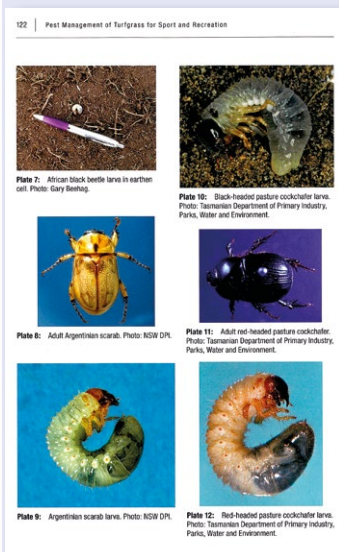 122 | Pest Management of Turfgrass for Sport and Recreation
Plate 7: African black beetle larva in earthen
cell. Photo: Gary Beehag.
Plate 8: Adult Argentinian scarab. Photo: NSW DPI.
Plate 9: Argentinian scarab larva. Photo: NSW DPI.
Plate 10: Black-headed pasture cockchafer larva.
Photo: Tasmanian Department of Primary Industry,
Parks, Water and Environment.
Plate 11: Adult red-headed pasture cockchafer.
Photo: Tasmanian Department of Primary Industry,
Parks, Water and Environment.
Plate 12: Red-headed pasture cockchafer larva.
Photo: Tasmanian Department of Primary Industry,
Parks, Water and Environment.